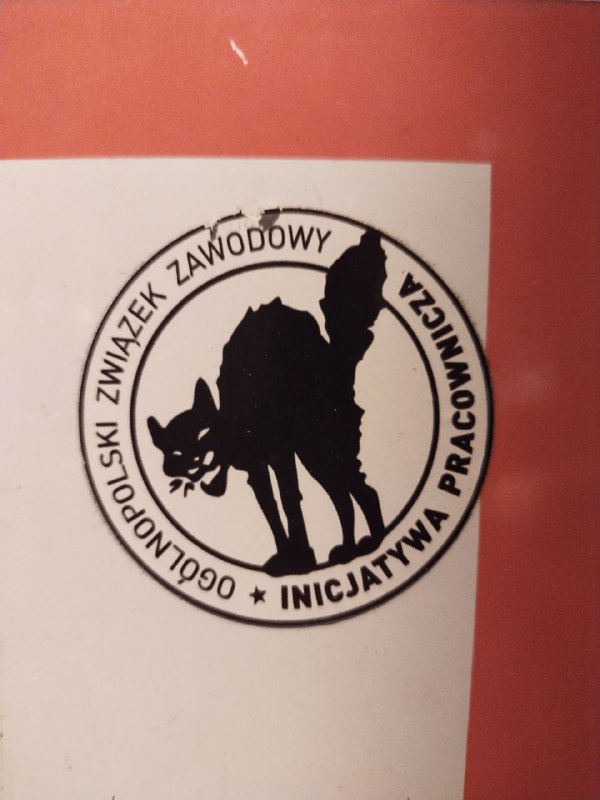 OGÓLNOPOLSKI ZWIĄZEK ZAWODOWY
★ INICJATYWA PRACOWNICZA